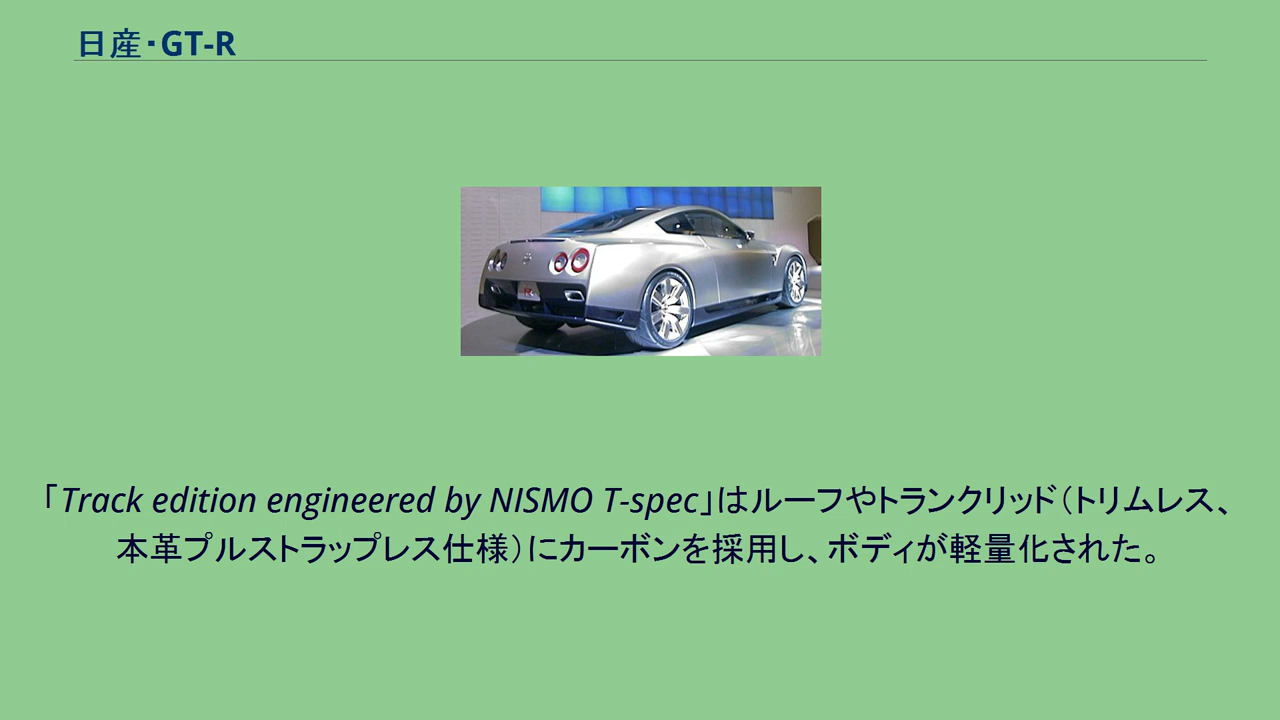 日産・GT-R
「Track edition engineered by NISMO T-spec」はルーフやトランクリッド（トリムレス、
本革プルストラップレス仕様）にカーボンを採用し、ボディが軽量化された。